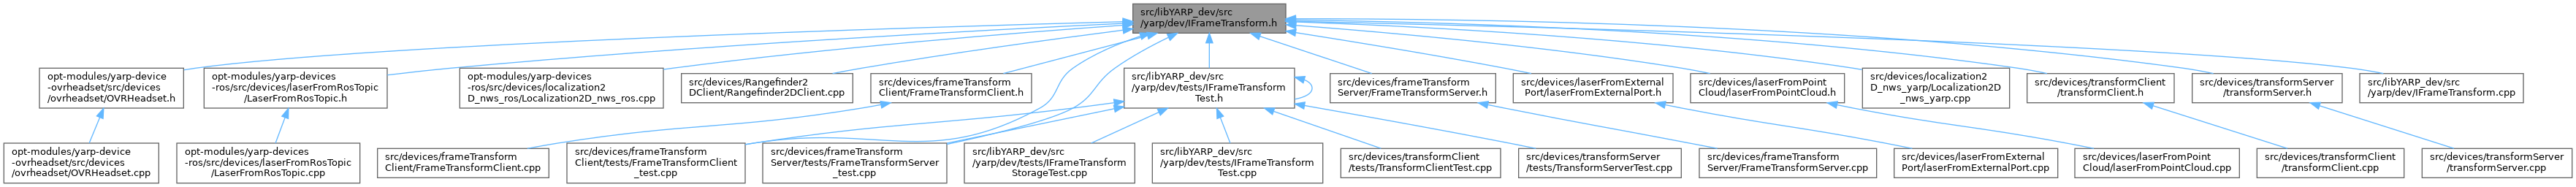 src/libYARP_dev/src
/yarp/dev/IFrameTransform.h
opt-modules/yarp-device
-ovrheadset/src/devices
/ovrheadset/OVRHeadset.h
opt-modules/yarp-devices
-ros/src/devices/laserFromRosTopic
/LaserFromRosTopic.h
opt-modules/yarp-devices
-ros/src/devices/localization2
D_nws_ros/Localization2D_nws_ros.cpp
src/devices/Rangefinder2
DClient/Rangefinder2DClient.cpp
src/devices/frameTransform
Client/FrameTransformClient.h
src/libYARP_dev/src
/yarp/dev/tests/IFrameTransform
Test.h
src/devices/frameTransform
Server/FrameTransformServer.h
src/devices/laserFromExternal
Port/laserFromExternalPort.h
src/devices/laserFromPoint
Cloud/laserFromPointCloud.h
src/devices/localization2
D_nws_yarp/Localization2D
_nws_yarp.cpp
src/devices/transformClient
/transformClient.h
src/devices/transformServer
/transformServer.h
src/libYARP_dev/src
/yarp/dev/IFrameTransform.cpp
opt-modules/yarp-device
-ovrheadset/src/devices
/ovrheadset/OVRHeadset.cpp
opt-modules/yarp-devices
-ros/src/devices/laserFromRosTopic
/LaserFromRosTopic.cpp
src/devices/frameTransform
Client/FrameTransformClient.cpp
src/devices/frameTransform
Client/tests/FrameTransformClient
_test.cpp
src/devices/frameTransform
Server/tests/FrameTransformServer
_test.cpp
src/libYARP_dev/src
/yarp/dev/tests/IFrameTransform
StorageTest.cpp
src/libYARP_dev/src
/yarp/dev/tests/IFrameTransform
Test.cpp
src/devices/transformClient
/tests/TransformClientTest.cpp
src/devices/transformServer
/tests/TransformServerTest.cpp
src/devices/frameTransform
Server/FrameTransformServer.cpp
src/devices/laserFromExternal
Port/laserFromExternalPort.cpp
src/devices/laserFromPoint
Cloud/laserFromPointCloud.cpp
src/devices/transformClient
/transformClient.cpp
src/devices/transformServer
/transformServer.cpp